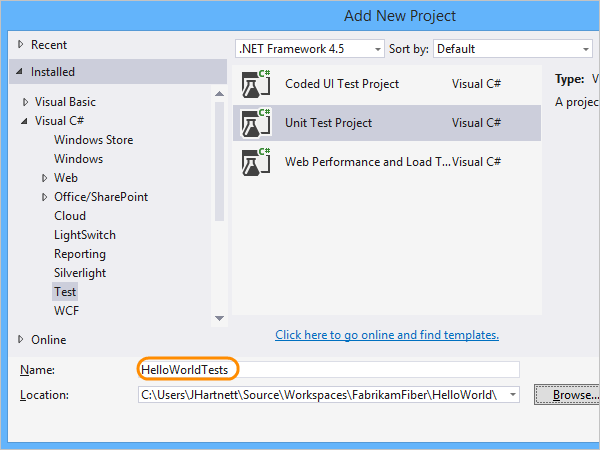 Add New Project
Recent
Installed
Visual Basic
Visual C#
Windows Store
Windows
Web
Office/SharePoint
Cloud
LightSwitch
Reporting
Silverlight
Test
WCF
Online
.NET Framework 4.5 Sort by: Default
C# Coded UI Test Project Visual C#
C# Unit Test Project Visual C#
C# Web Performance and Load T... Visual C#
Type: V
A projec
Click here to go online and find templates.
Name: HelloWorldTests
Location: C:\Users\JHartnett\Source\Workspaces\FabrikamFiber\HelloWorld\ Browse...